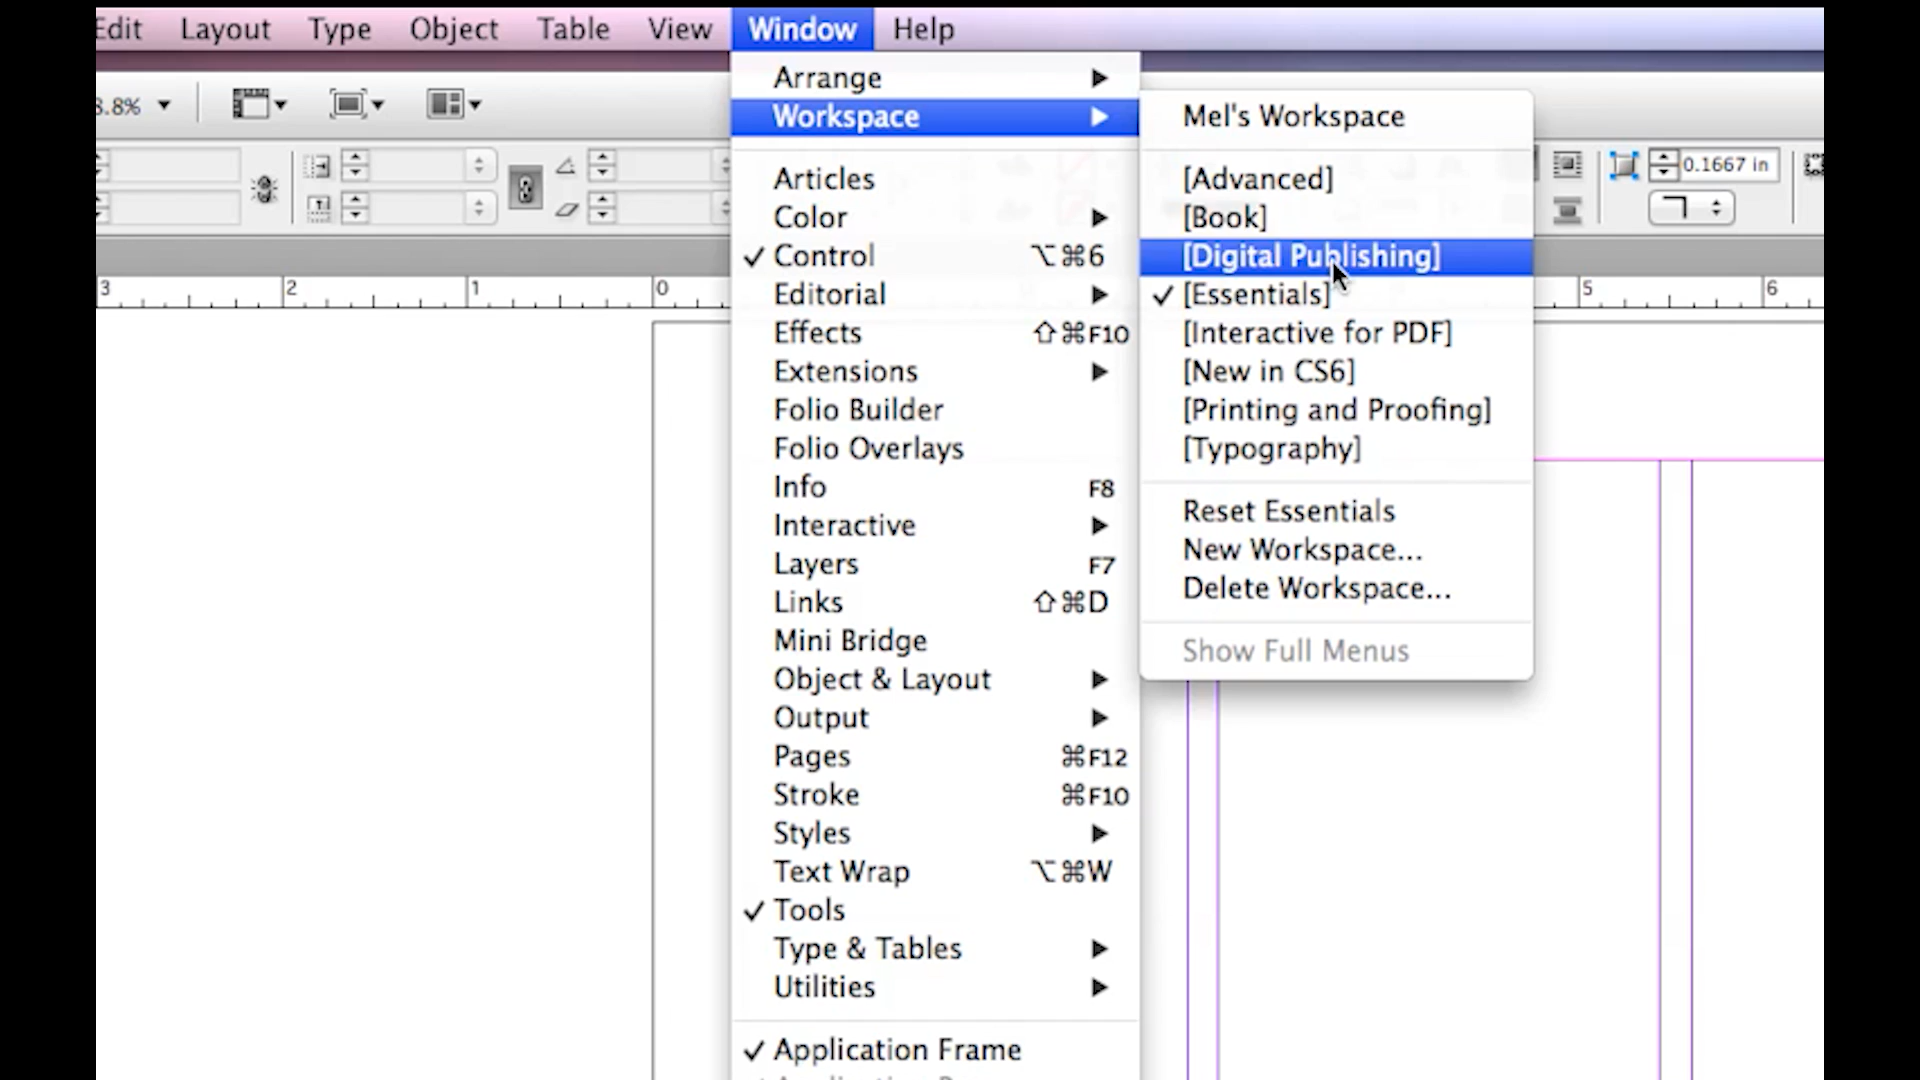 Edit Layout Type Object Table View Window Help
8.8%
0.1667 in
3 2 1 0 5 6
Arrange
Workspace
Articles
Color
✓ Control ⌥⌘6
Editorial
Effects ⇧⌘F10
Extensions
Folio Builder
Folio Overlays
Info F8
Interactive
Layers F7
Links ⇧⌘D
Mini Bridge
Object & Layout
Output
Pages ⌘F12
Stroke ⌘F10
Styles
Text Wrap ⌥⌘W
✓ Tools
Type & Tables
Utilities
✓ Application Frame
Mel's Workspace
[Advanced]
[Book]
[Digital Publishing]
✓ [Essentials]
[Interactive for PDF]
[New in CS6]
[Printing and Proofing]
[Typography]
Reset Essentials
New Workspace...
Delete Workspace...
Show Full Menus